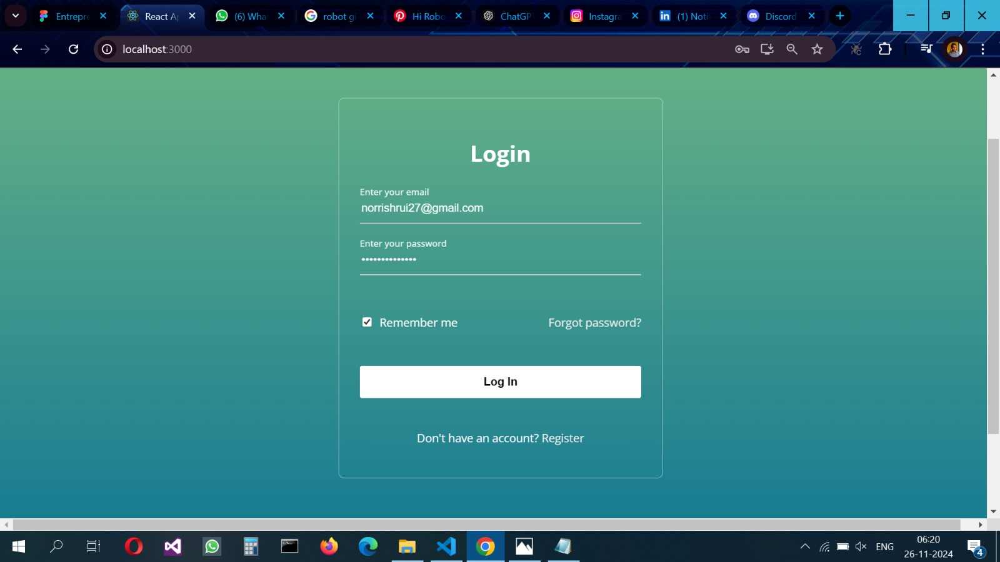 Entrepre
React Ap
(6) Wha
robot gi
Hi Robo
ChatGP
Instagra
(1) Noti
Discord
localhost:3000
Login
Enter your email
norrishrui27@gmail.com
Enter your password
••••••••••••••
Remember me
Forgot password?
Log In
Don't have an account? Register
ENG
06:20
26-11-2024
4